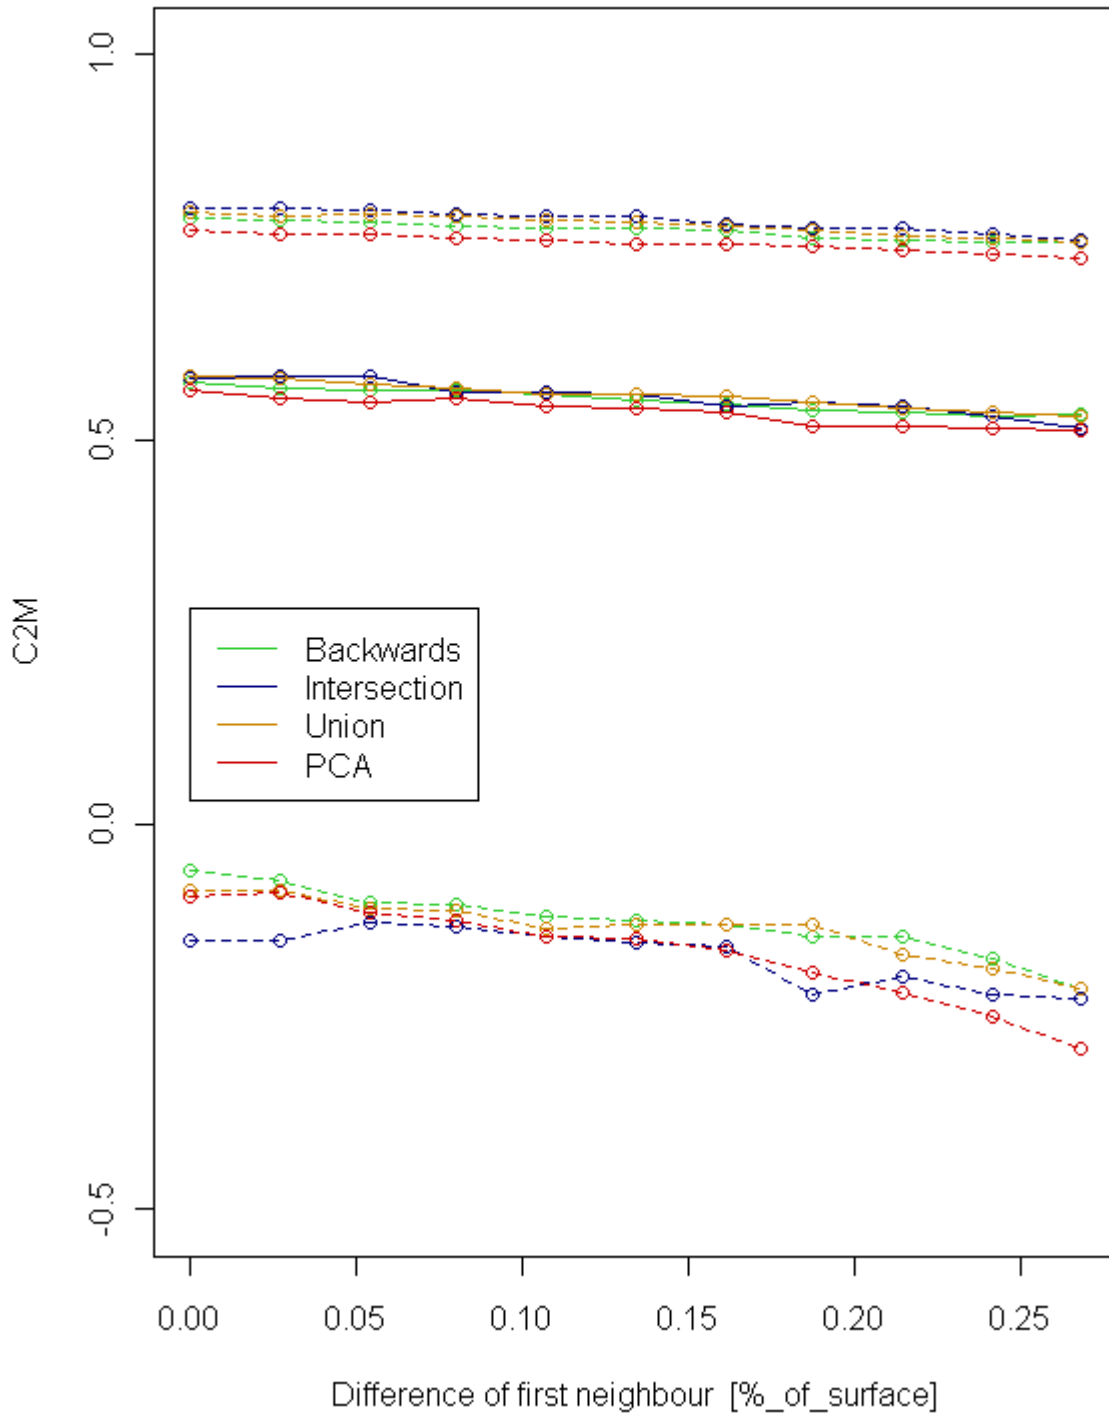 1.0
0.5
0.0
-0.5
C2M
Backwards
Intersection
Union
PCA
0.00 0.05 0.10 0.15 0.20 0.25
Difference of first neighbour [%_of_surface]